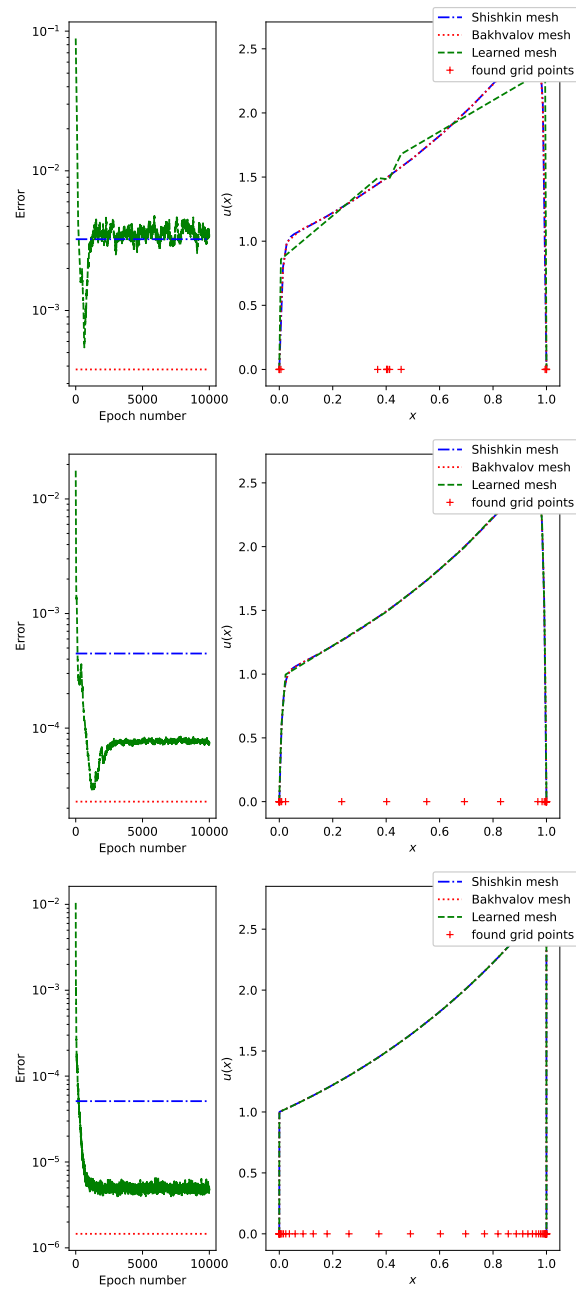 10⁻¹
10⁻²
10⁻³
Error
0
5000
10000
Epoch number
2.5
2.0
1.5
1.0
0.5
0.0
u(x)
0.0
0.2
0.4
0.6
0.8
1.0
x
Shishkin mesh
Bakhvalov mesh
Learned mesh
found grid points
10⁻²
10⁻³
10⁻⁴
Error
0
5000
10000
Epoch number
2.5
2.0
1.5
1.0
0.5
0.0
u(x)
0.0
0.2
0.4
0.6
0.8
1.0
x
Shishkin mesh
Bakhvalov mesh
Learned mesh
found grid points
10⁻²
10⁻³
10⁻⁴
10⁻⁵
10⁻⁶
Error
0
5000
10000
Epoch number
2.5
2.0
1.5
1.0
0.5
0.0
u(x)
0.0
0.2
0.4
0.6
0.8
1.0
x
Shishkin mesh
Bakhvalov mesh
Learned mesh
found grid points